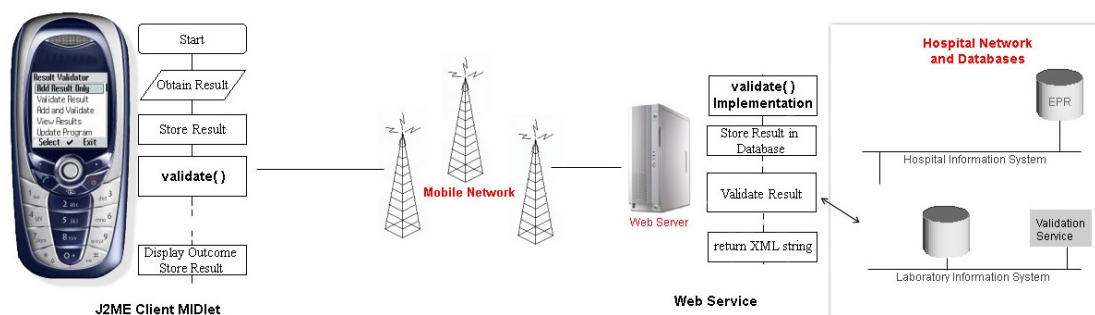 Result Validator
Add Result Only
Validate Result
Add and Validate
View Results
Update Program
Select Exit
Start
Obtain Result
Store Result
validate( )
Display Outcome
Store Result
J2ME Client MIDlet
Mobile Network
Web Server
validate( )
Implementation
Store Result in
Database
Validate Result
return XML string
Web Service
Hospital Network
and Databases
EPR
Hospital Information System
Validation
Service
Laboratory Information System